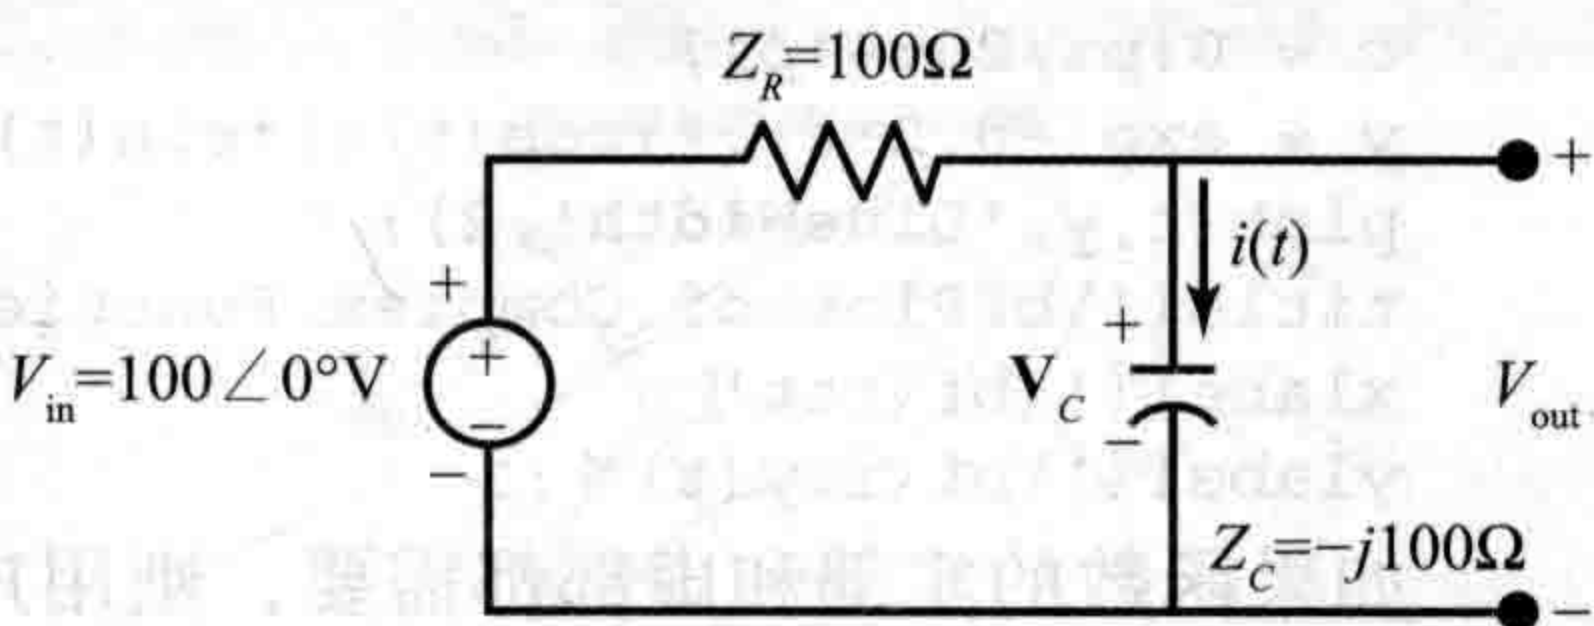 Z_R=100Ω
+
i(t)
+
+
+
−
−
V_in=100∠0°V
V_C
−
V_out
Z_C=−j100Ω
−